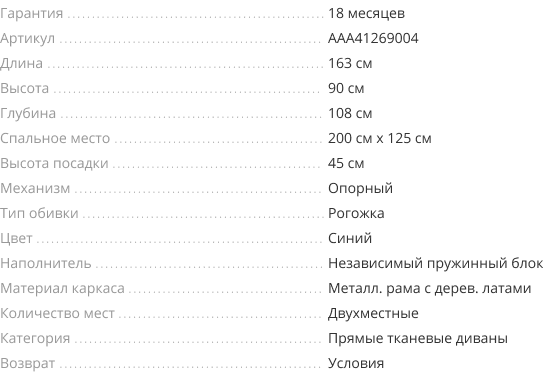 Гарантия 18 месяцев
Артикул AAA41269004
Длина 163 см
Высота 90 см
Глубина 108 см
Спальное место 200 см x 125 см
Высота посадки 45 см
Механизм Опорный
Тип обивки Рогожка
Цвет Синий
Наполнитель Независимый пружинный блок
Материал каркаса Металл. рама с дерев. латами
Количество мест Двухместные
Категория Прямые тканевые диваны
Возврат Условия